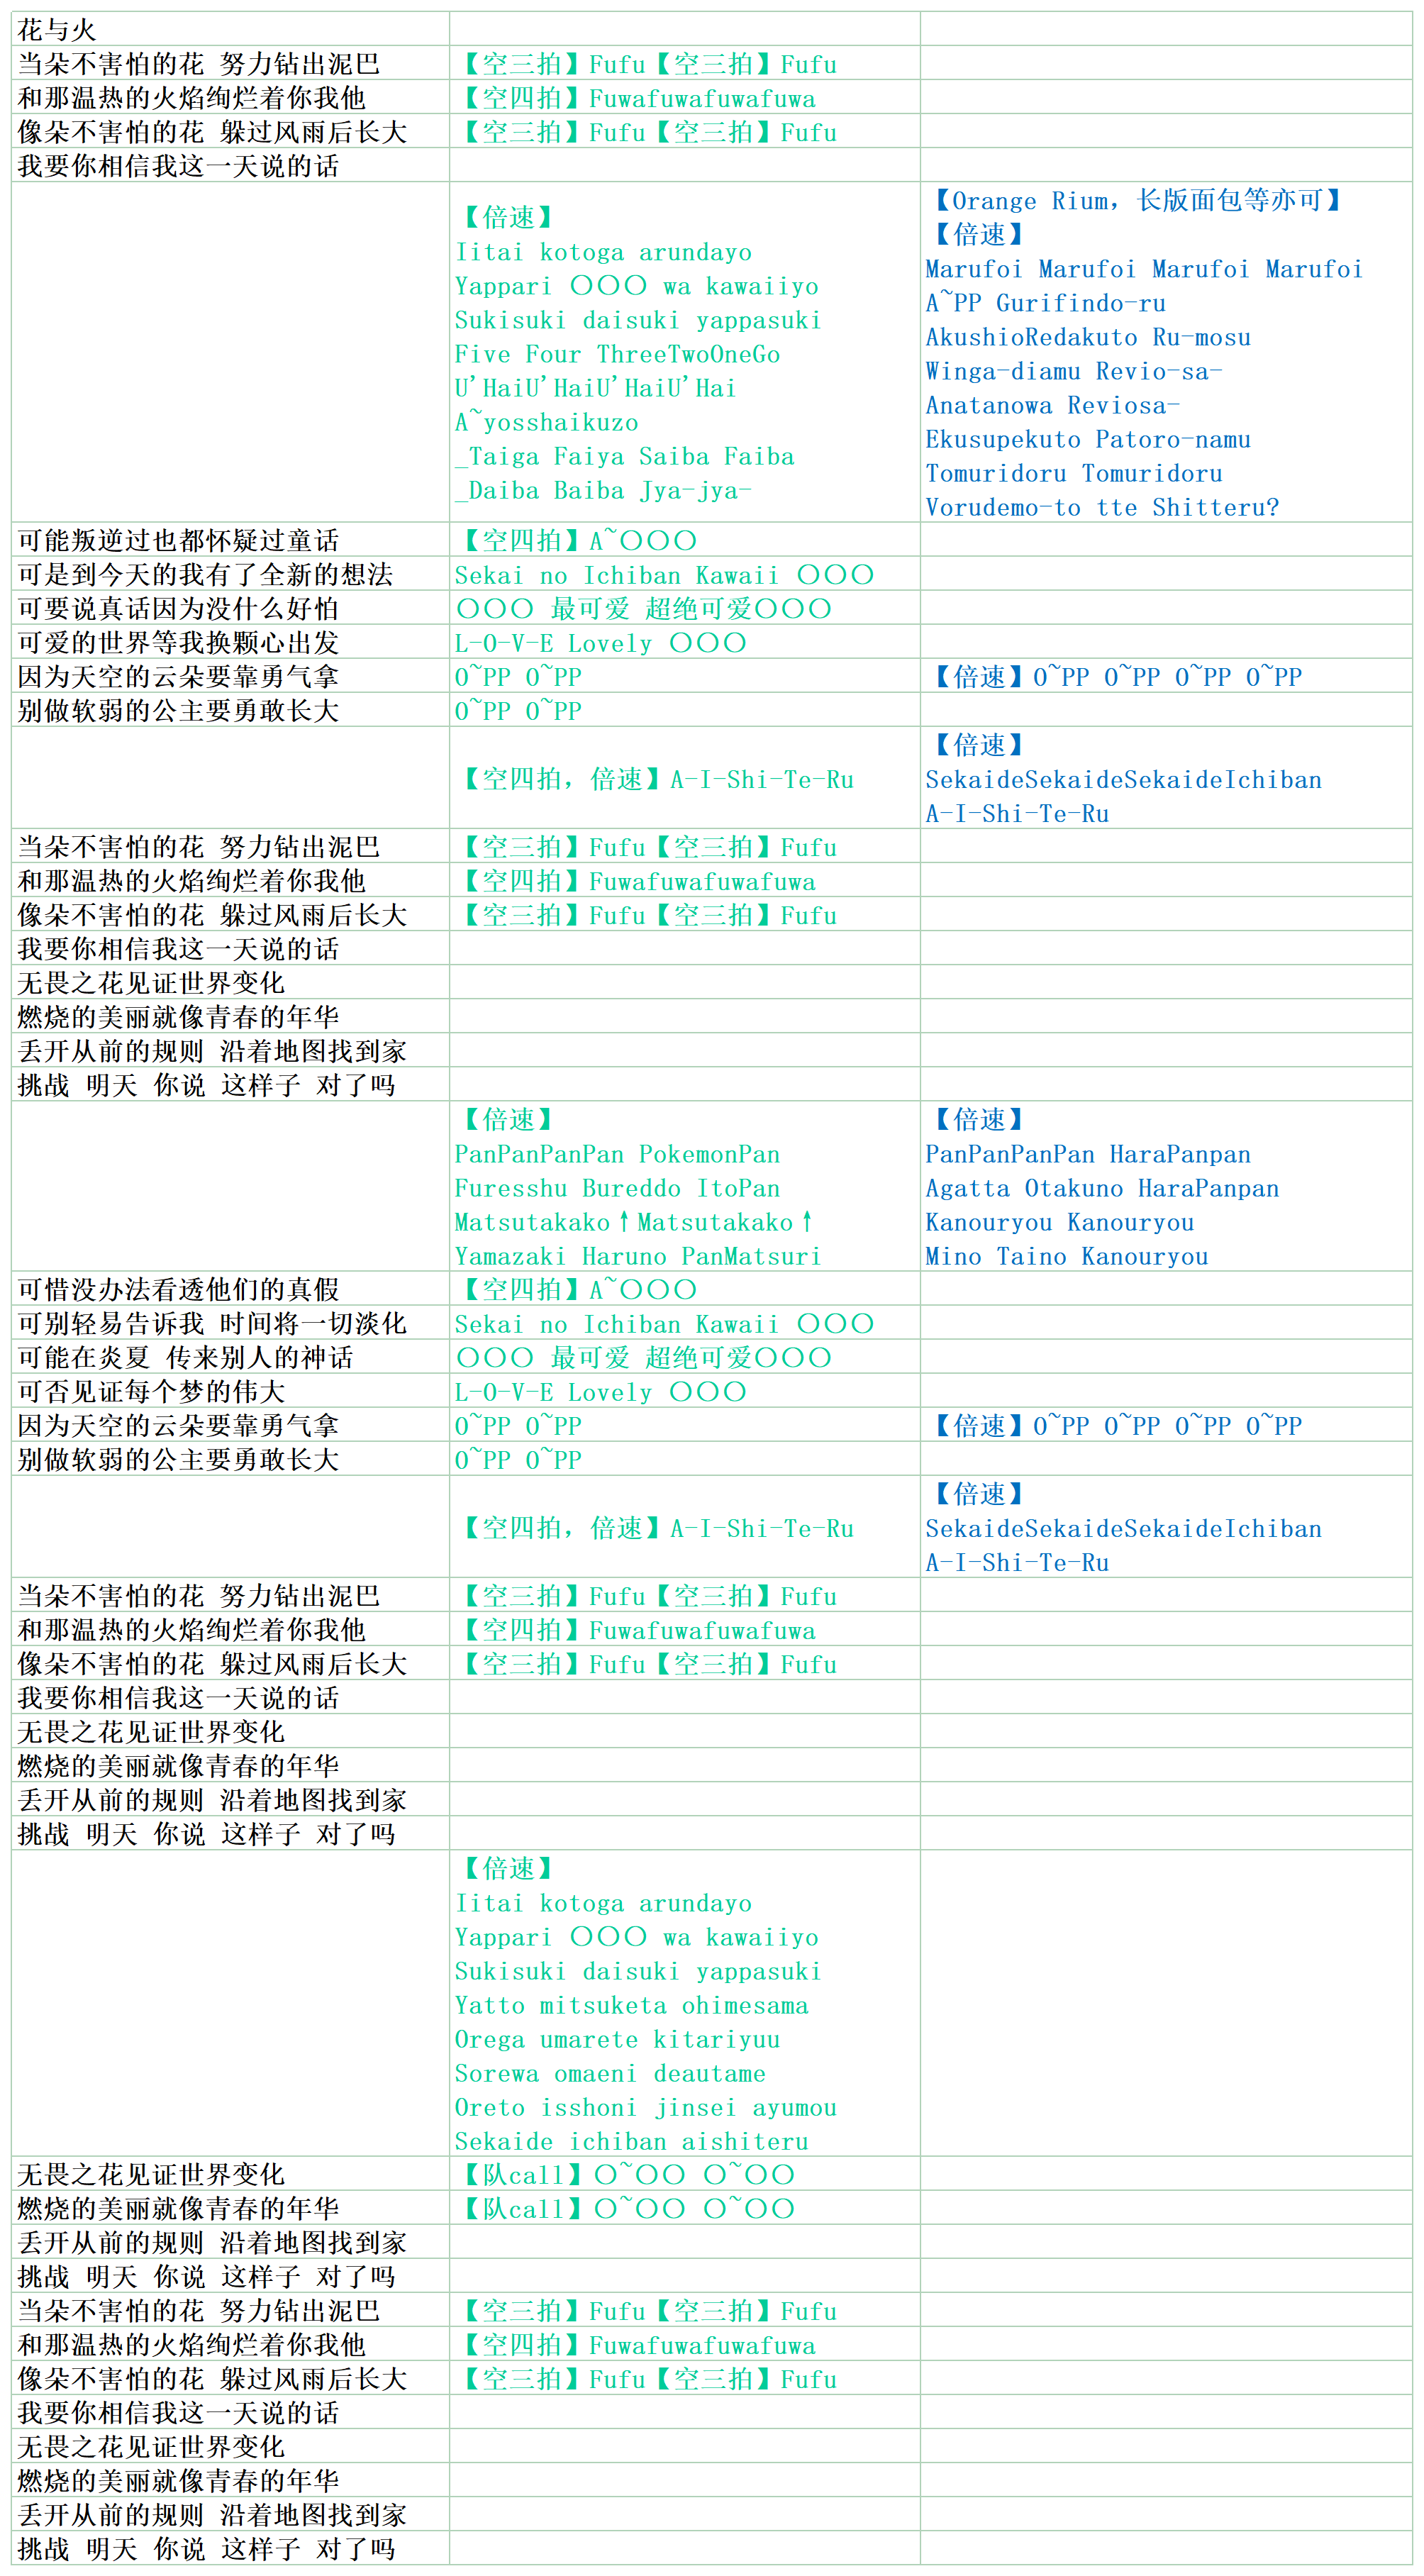 花与火
当朵不害怕的花 努力钻出泥巴 【空三拍】Fufu【空三拍】Fufu
和那温热的火焰绚烂着你我他 【空四拍】Fuwafuwafuwafuwa
像朵不害怕的花 躲过风雨后长大 【空三拍】Fufu【空三拍】Fufu
我要你相信我这一天说的话
【倍速】
Iitai kotoga arundayo
Yappari 〇〇〇 wa kawaiiyo
Sukisuki daisuki yappasuki
Five Four ThreeTwoOneGo
U'HaiU'HaiU'HaiU'Hai
A~yosshaikuzo
_Taiga Faiya Saiba Faiba
_Daiba Baiba Jya-jya-
【Orange Rium，长版面包等亦可】
【倍速】
Marufoi Marufoi Marufoi Marufoi
A~PP Gurifindo-ru
AkushioRedakuto Ru-mosu
Winga-diamu Revio-sa-
Anatanowa Reviosa-
Ekusupekuto Patoro-namu
Tomuridoru Tomuridoru
Vorudemo-to tte Shitteru?
可能叛逆过也都怀疑过童话 【空四拍】A~〇〇〇
可是到今天的我有了全新的想法 Sekai no Ichiban Kawaii 〇〇〇
可要说真话因为没什么好怕 〇〇〇 最可爱 超绝可爱〇〇〇
可爱的世界等我换颗心出发 L-O-V-E Lovely 〇〇〇
因为天空的云朵要靠勇气拿 O~PP O~PP 【倍速】O~PP O~PP O~PP O~PP
别做软弱的公主要勇敢长大 O~PP O~PP
【空四拍，倍速】A-I-Shi-Te-Ru
【倍速】
SekaideSekaideSekaideIchiban
A-I-Shi-Te-Ru
当朵不害怕的花 努力钻出泥巴 【空三拍】Fufu【空三拍】Fufu
和那温热的火焰绚烂着你我他 【空四拍】Fuwafuwafuwafuwa
像朵不害怕的花 躲过风雨后长大 【空三拍】Fufu【空三拍】Fufu
我要你相信我这一天说的话
无畏之花见证世界变化
燃烧的美丽就像青春的年华
丢开从前的规则 沿着地图找到家
挑战 明天 你说 这样子 对了吗
【倍速】
PanPanPanPan PokemonPan
Furesshu Bureddo ItoPan
Matsutakako↑Matsutakako↑
Yamazaki Haruno PanMatsuri
【倍速】
PanPanPanPan HaraPanpan
Agatta Otakuno HaraPanpan
Kanouryou Kanouryou
Mino Taino Kanouryou
可惜没办法看透他们的真假 【空四拍】A~〇〇〇
可别轻易告诉我 时间将一切淡化 Sekai no Ichiban Kawaii 〇〇〇
可能在炎夏 传来别人的神话 〇〇〇 最可爱 超绝可爱〇〇〇
可否见证每个梦的伟大 L-O-V-E Lovely 〇〇〇
因为天空的云朵要靠勇气拿 O~PP O~PP 【倍速】O~PP O~PP O~PP O~PP
别做软弱的公主要勇敢长大 O~PP O~PP
【空四拍，倍速】A-I-Shi-Te-Ru
【倍速】
SekaideSekaideSekaideIchiban
A-I-Shi-Te-Ru
当朵不害怕的花 努力钻出泥巴 【空三拍】Fufu【空三拍】Fufu
和那温热的火焰绚烂着你我他 【空四拍】Fuwafuwafuwafuwa
像朵不害怕的花 躲过风雨后长大 【空三拍】Fufu【空三拍】Fufu
我要你相信我这一天说的话
无畏之花见证世界变化
燃烧的美丽就像青春的年华
丢开从前的规则 沿着地图找到家
挑战 明天 你说 这样子 对了吗
【倍速】
Iitai kotoga arundayo
Yappari 〇〇〇 wa kawaiiyo
Sukisuki daisuki yappasuki
Yatto mitsuketa ohimesama
Orega umarete kitariyuu
Sorewa omaeni deautame
Oreto isshoni jinsei ayumou
Sekaide ichiban aishiteru
无畏之花见证世界变化 【队call】〇~〇〇 〇~〇〇
燃烧的美丽就像青春的年华 【队call】〇~〇〇 〇~〇〇
丢开从前的规则 沿着地图找到家
挑战 明天 你说 这样子 对了吗
当朵不害怕的花 努力钻出泥巴 【空三拍】Fufu【空三拍】Fufu
和那温热的火焰绚烂着你我他 【空四拍】Fuwafuwafuwafuwa
像朵不害怕的花 躲过风雨后长大 【空三拍】Fufu【空三拍】Fufu
我要你相信我这一天说的话
无畏之花见证世界变化
燃烧的美丽就像青春的年华
丢开从前的规则 沿着地图找到家
挑战 明天 你说 这样子 对了吗